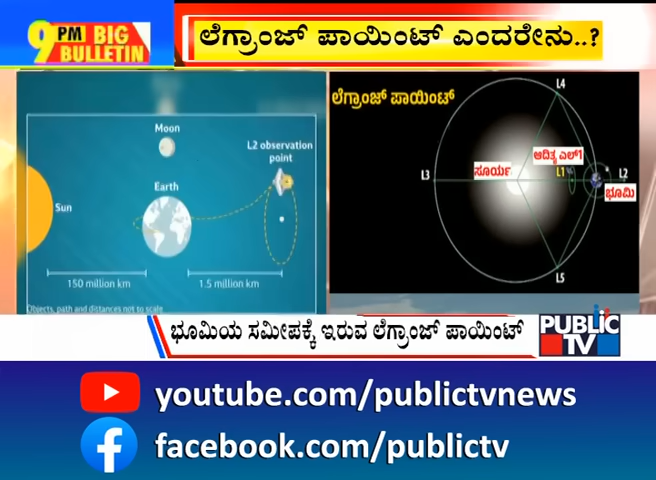 9 PM BIG
BULLETIN
ಲೆಗ್ರಾಂಜ್ ಪಾಯಿಂಟ್ ಎಂದರೇನು..?
Moon
L2 observation
point
Earth
Sun
150 million km
1.5 million km
Objects, path and distances not to scale
ಲೆಗ್ರಾಂಜ್ ಪಾಯಿಂಟ್
L4
ಆದಿತ್ಯ ಎಲ್1
L3
ಸೂರ್ಯ
L1
L2
ಭೂಮಿ
L5
ಭೂಮಿಯ ಸಮೀಪಕ್ಕೆ ಇರುವ ಲೆಗ್ರಾಂಜ್ ಪಾಯಿಂಟ್
PUBLiC
TV
youtube.com/publictvnews
facebook.com/publictv